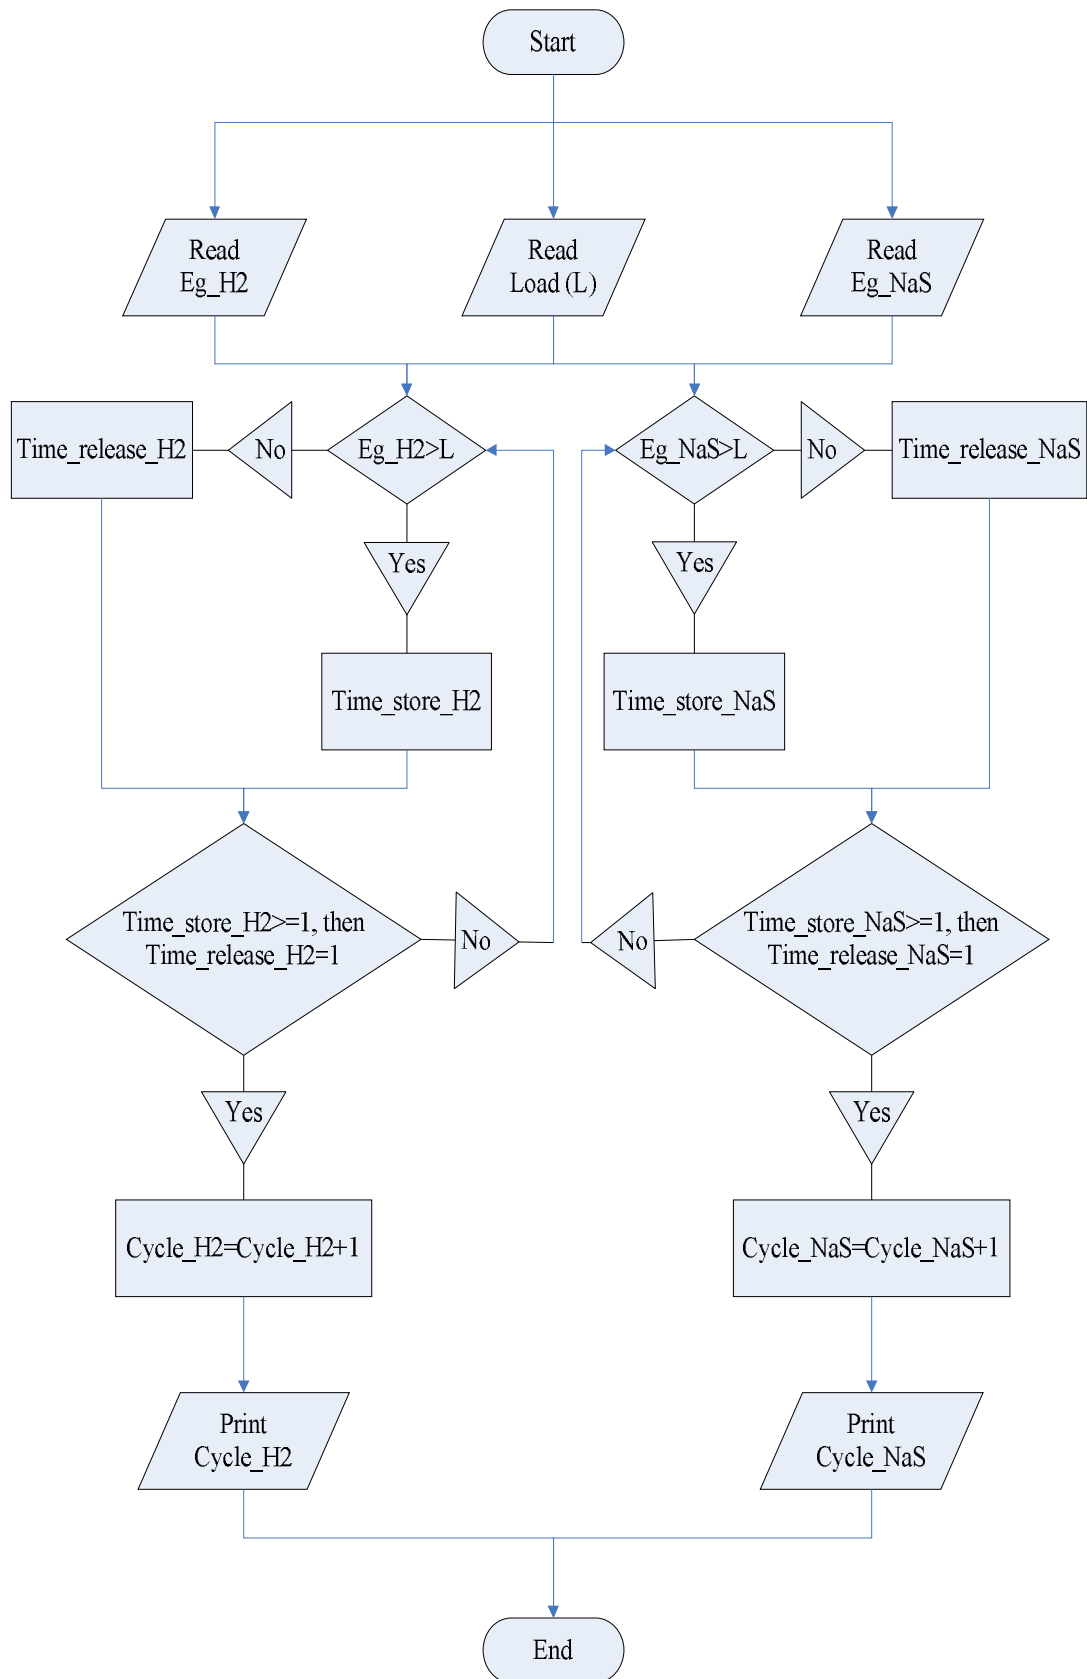 Start
Read
Eg_H2
Read
Load (L)
Read
Eg_NaS
Time_release_H2
No
Eg_H2>L
Eg_NaS>L
No
Time_release_NaS
Yes
Yes
Time_store_H2
Time_store_NaS
Time_store_H2>=1, then
Time_release_H2=1
No
No
Time_store_NaS>=1, then
Time_release_NaS=1
Yes
Yes
Cycle_H2=Cycle_H2+1
Cycle_NaS=Cycle_NaS+1
Print
Cycle_H2
Print
Cycle_NaS
End